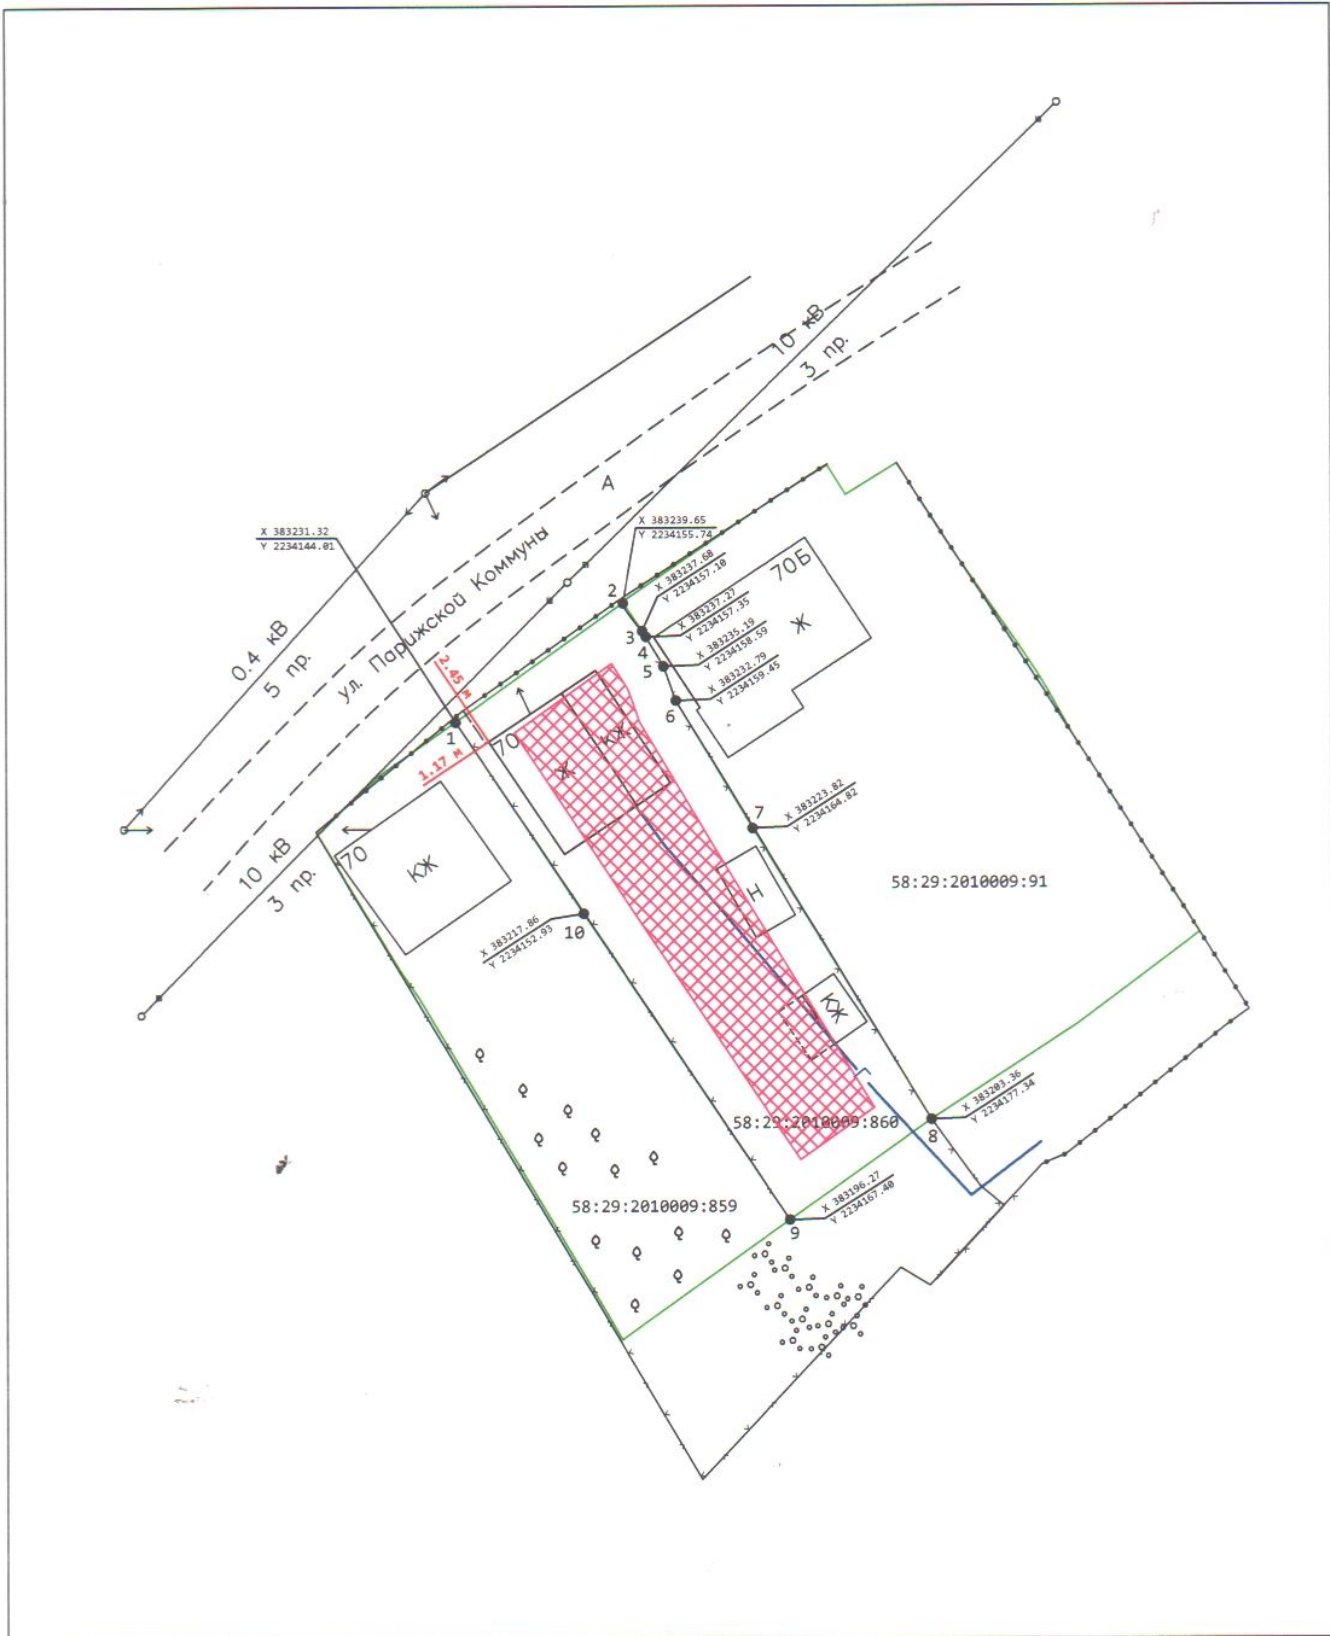 10 кВ
3 пр.
А
ул. Парижской Коммуны
0.4 кВ
5 пр.
10 кВ
3 пр.
X 383231.32
Y 2234144.01
X 383239.65
Y 2234155.74
X 383237.68
Y 2234157.10
X 383237.27
Y 2234157.35
X 383235.19
Y 2234158.59
X 383232.79
Y 2234159.45
2
3
4
5
6
1
70Б
Ж
2.45 м
1.17 м
70
Ж
КЖ
70
КЖ
7
X 383223.82
Y 2234164.82
58:29:2010009:91
Н
10
X 383217.86
Y 2234152.93
КЖ
58:29:2010009:860
8
X 383203.36
Y 2234177.34
58:29:2010009:859
9
X 383196.27
Y 2234167.40